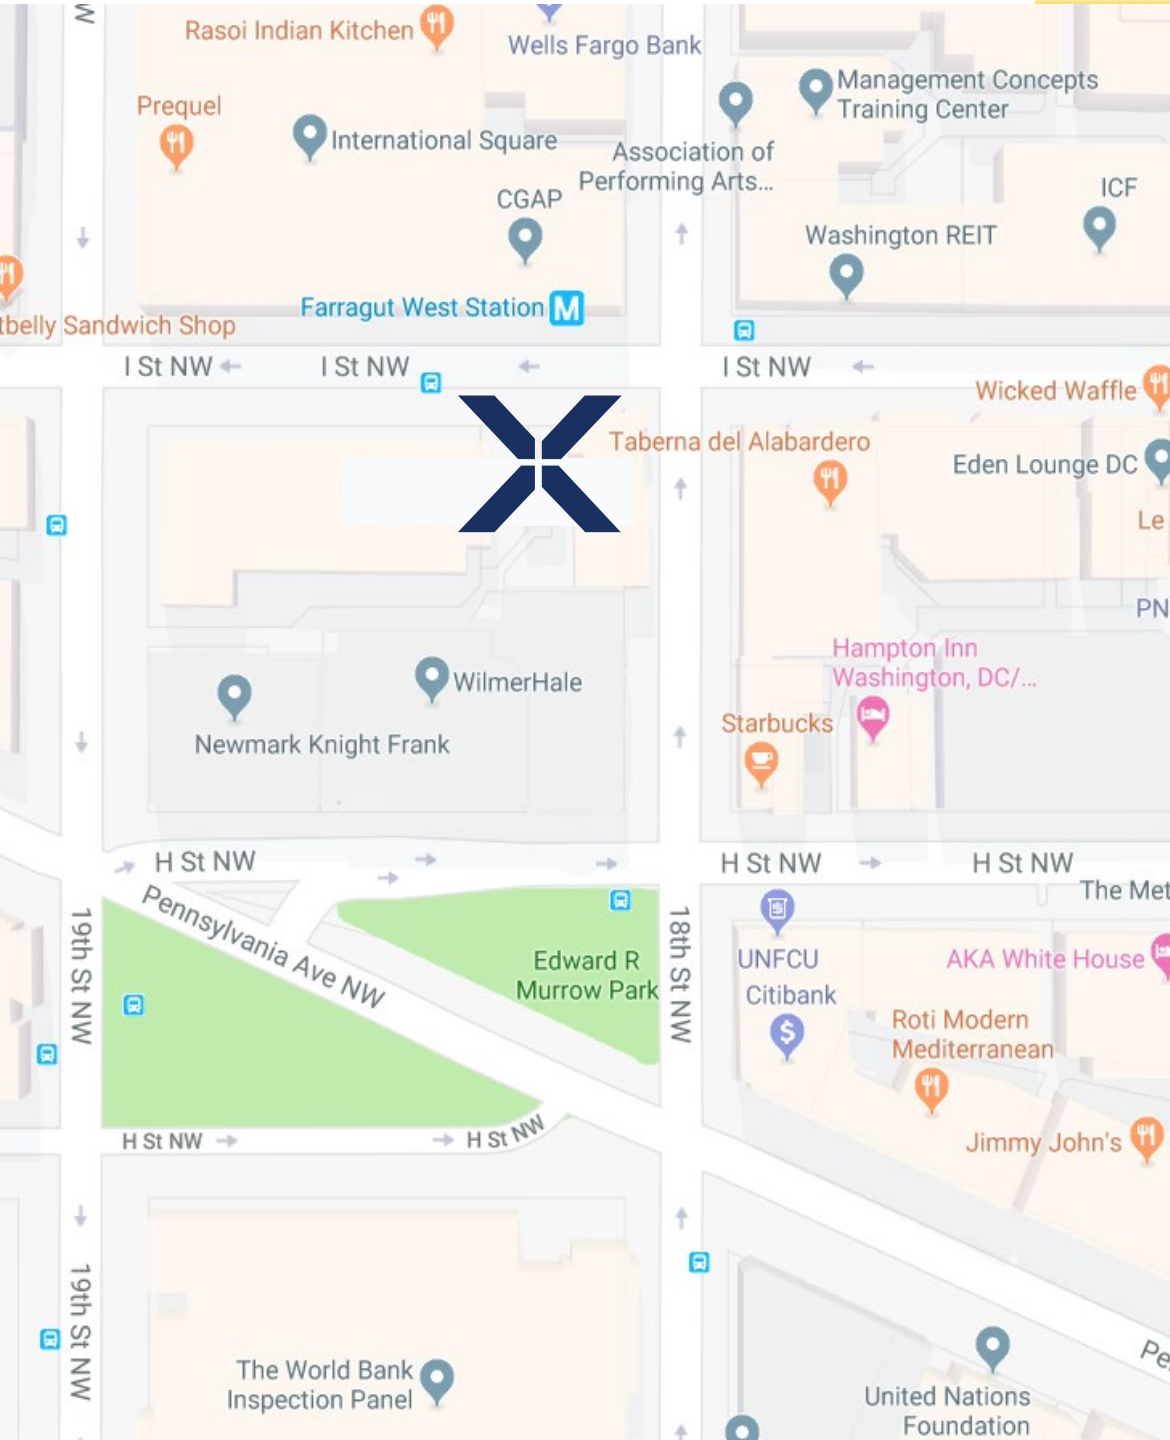 W
Rasoi Indian Kitchen
Wells Fargo Bank
Management Concepts
Training Center
Prequel
International Square
Association of
Performing Arts...
CGAP
ICF
Washington REIT
Farragut West Station M
tbelly Sandwich Shop
I St NW
I St NW
I St NW
Wicked Waffle
Taberna del Alabardero
Eden Lounge DC
Le
PN
Hampton Inn
Washington, DC/...
WilmerHale
Starbucks
Newmark Knight Frank
H St NW
H St NW
H St NW
The Met
Pennsylvania Ave NW
19th St NW
18th St NW
Edward R
Murrow Park
UNFCU
AKA White House
Citibank
$
Roti Modern
Mediterranean
H St NW
H St NW
Jimmy John's
19th St NW
Pe
The World Bank
Inspection Panel
United Nations
Foundation